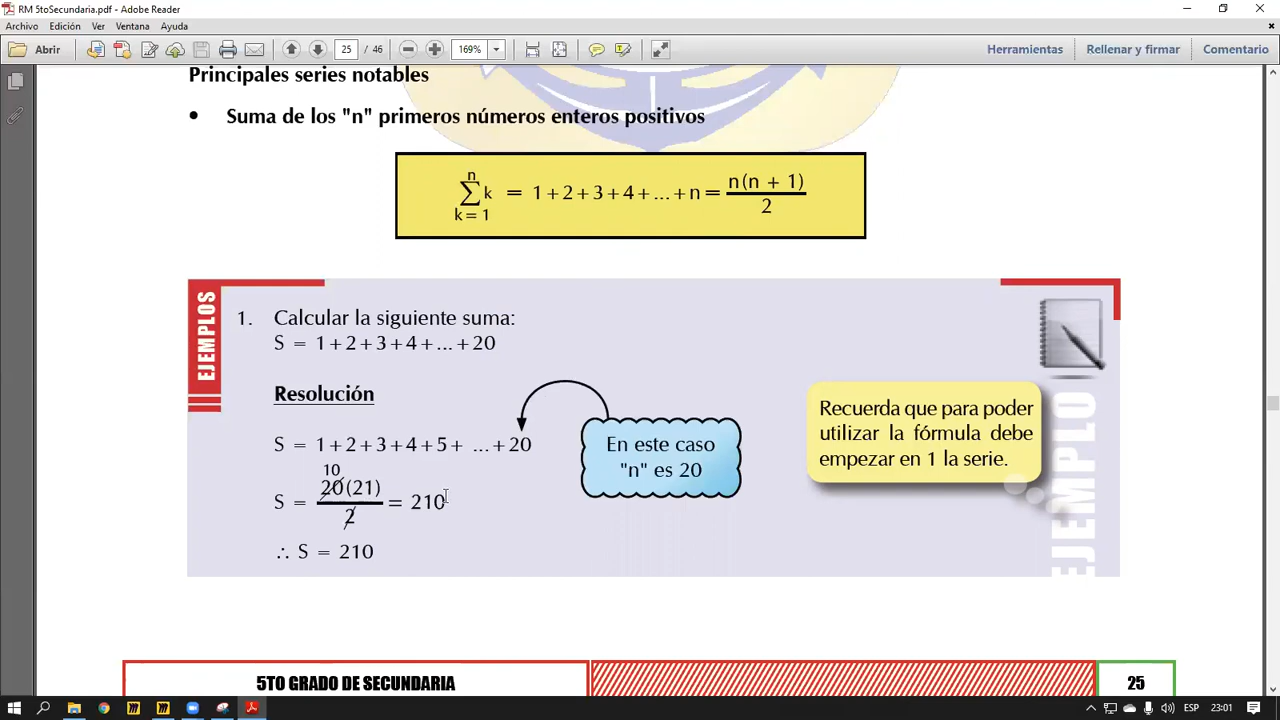 RM 5toSecundaria.pdf - Adobe Reader
Archivo Edición Ver Ventana Ayuda
Abrir 25 / 46 169% Herramientas Rellenar y firmar Comentario
Principales series notables
• Suma de los "n" primeros números enteros positivos
n
∑ k = 1+2+3+4+...+n = n(n + 1)
k = 1 2
EJEMPLOS
1. Calcular la siguiente suma:
S = 1+2+3+4+...+20
Resolución
S = 1+2+3+4+5+ ...+20
En este caso
"n" es 20
Recuerda que para poder
utilizar la fórmula debe
empezar en 1 la serie.
10
S = 20(21) = 210
2
∴ S = 210
EJEMPLO
5TO GRADO DE SECUNDARIA 25
ESP 23:01